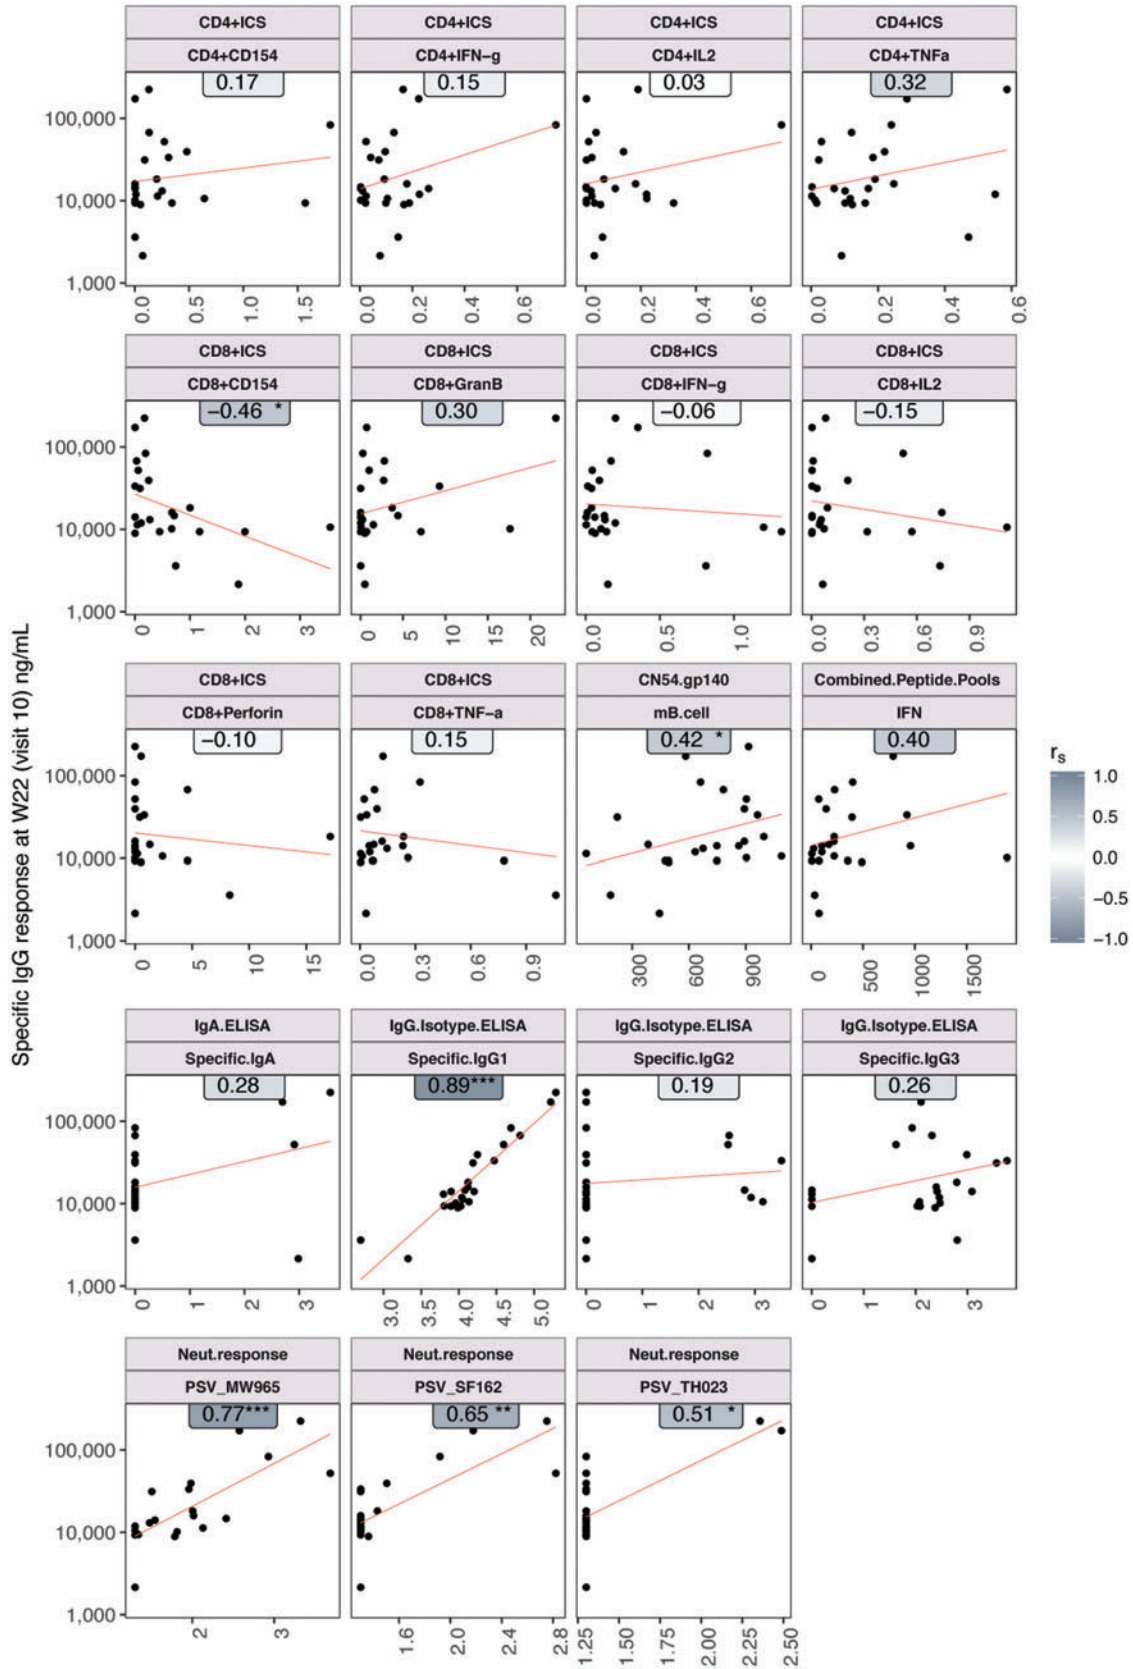 Specific IgG response at W22 (visit 10) ng/mL
CD4+ICS CD4+ICS CD4+ICS CD4+ICS
CD4+CD154 CD4+IFN-g CD4+IL2 CD4+TNFa
0.17 0.15 0.03 0.32
100,000
10,000
1,000
0.0 0.5 1.0 1.5 0.0 0.2 0.4 0.6 0.0 0.2 0.4 0.6 0.0 0.2 0.4 0.6
CD8+ICS CD8+ICS CD8+ICS CD8+ICS
CD8+CD154 CD8+GranB CD8+IFN-g CD8+IL2
−0.46 * 0.30 −0.06 −0.15
100,000
10,000
1,000
0 1 2 3 0 5 10 15 20 0.0 0.5 1.0 0.0 0.3 0.6 0.9
CD8+ICS CD8+ICS CN54.gp140 Combined.Peptide.Pools
CD8+Perforin CD8+TNF-a mB.cell IFN
−0.10 0.15 0.42 * 0.40
100,000
10,000
1,000
0 5 10 15 0.0 0.3 0.6 0.9 300 600 900 0 500 1000 1500
rs
1.0
0.5
0.0
−0.5
−1.0
IgA.ELISA IgG.Isotype.ELISA IgG.Isotype.ELISA IgG.Isotype.ELISA
Specific.IgA Specific.IgG1 Specific.IgG2 Specific.IgG3
0.28 0.89*** 0.19 0.26
100,000
10,000
1,000
0 1 2 3 3.0 3.5 4.0 4.5 5.0 0 1 2 3 0 1 2 3
Neut.response Neut.response Neut.response
PSV_MW965 PSV_SF162 PSV_TH023
0.77*** 0.65 ** 0.51 *
100,000
10,000
1,000
2 3 1.6 2.0 2.4 2.8 1.25 1.50 1.75 2.00 2.25 2.50